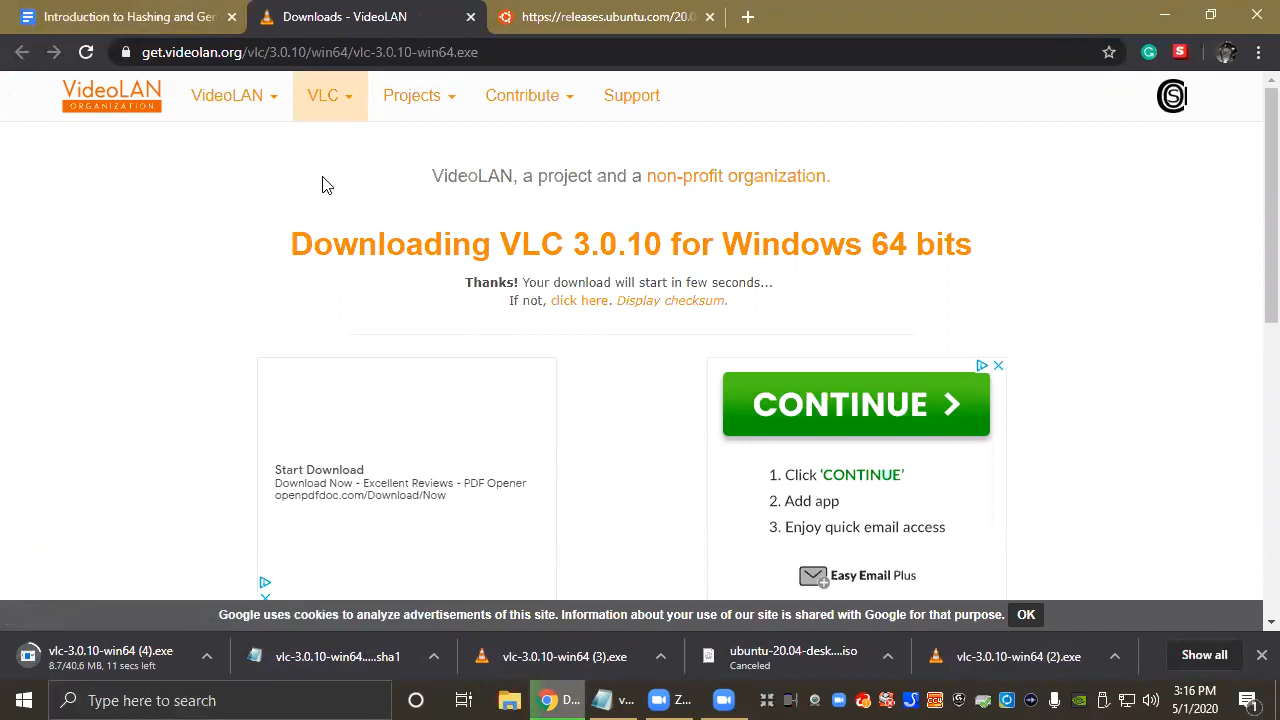 Introduction to Hashing and Ger
Downloads - VideoLAN
https://releases.ubuntu.com/20.0
get.videolan.org/vlc/3.0.10/win64/vlc-3.0.10-win64.exe
VideoLAN
ORGANIZATION
VideoLAN
VLC
Projects
Contribute
Support
VideoLAN, a project and a non-profit organization.
Downloading VLC 3.0.10 for Windows 64 bits
Thanks! Your download will start in few seconds...
If not, click here. Display checksum.
Start Download
Download Now - Excellent Reviews - PDF Opener
openpdfdoc.com/Download/Now
CONTINUE
1. Click 'CONTINUE'
2. Add app
3. Enjoy quick email access
Easy Email Plus
Google uses cookies to analyze advertisements of this site. Information about your use of our site is shared with Google for that purpose.
OK
vlc-3.0.10-win64 (4).exe
8.7/40.6 MB, 11 secs left
vlc-3.0.10-win64....sha1
vlc-3.0.10-win64 (3).exe
ubuntu-20.04-desk....iso
Canceled
vlc-3.0.10-win64 (2).exe
Show all
Type here to search
D...
v...
Z...
3:16 PM
5/1/2020